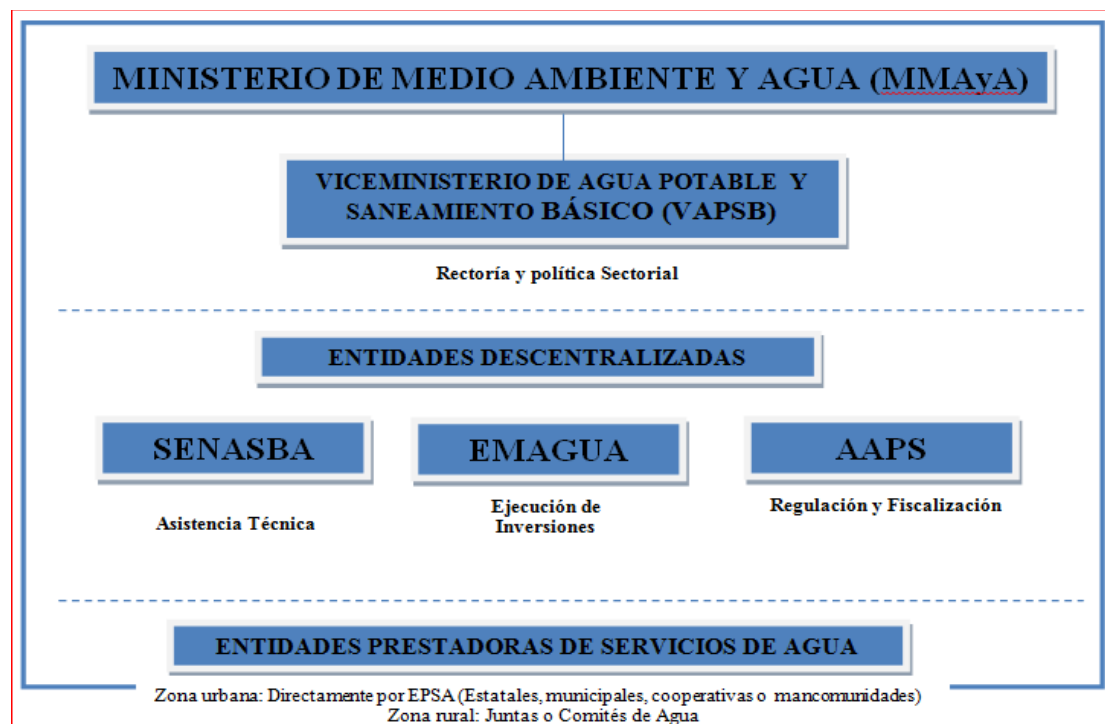 MINISTERIO DE MEDIO AMBIENTE Y AGUA (MMAyA)
VICEMINISTERIO DE AGUA POTABLE Y
SANEAMIENTO BÁSICO (VAPSB)
Rectoría y política Sectorial
ENTIDADES DESCENTRALIZADAS
SENASBA
EMAGUA
AAPS
Asistencia Técnica
Ejecución de
Inversiones
Regulación y Fiscalización
ENTIDADES PRESTADORAS DE SERVICIOS DE AGUA
Zona urbana: Directamente por EPSA (Estatales, municipales, cooperativas o mancomunidades)
Zona rural: Juntas o Comités de Agua